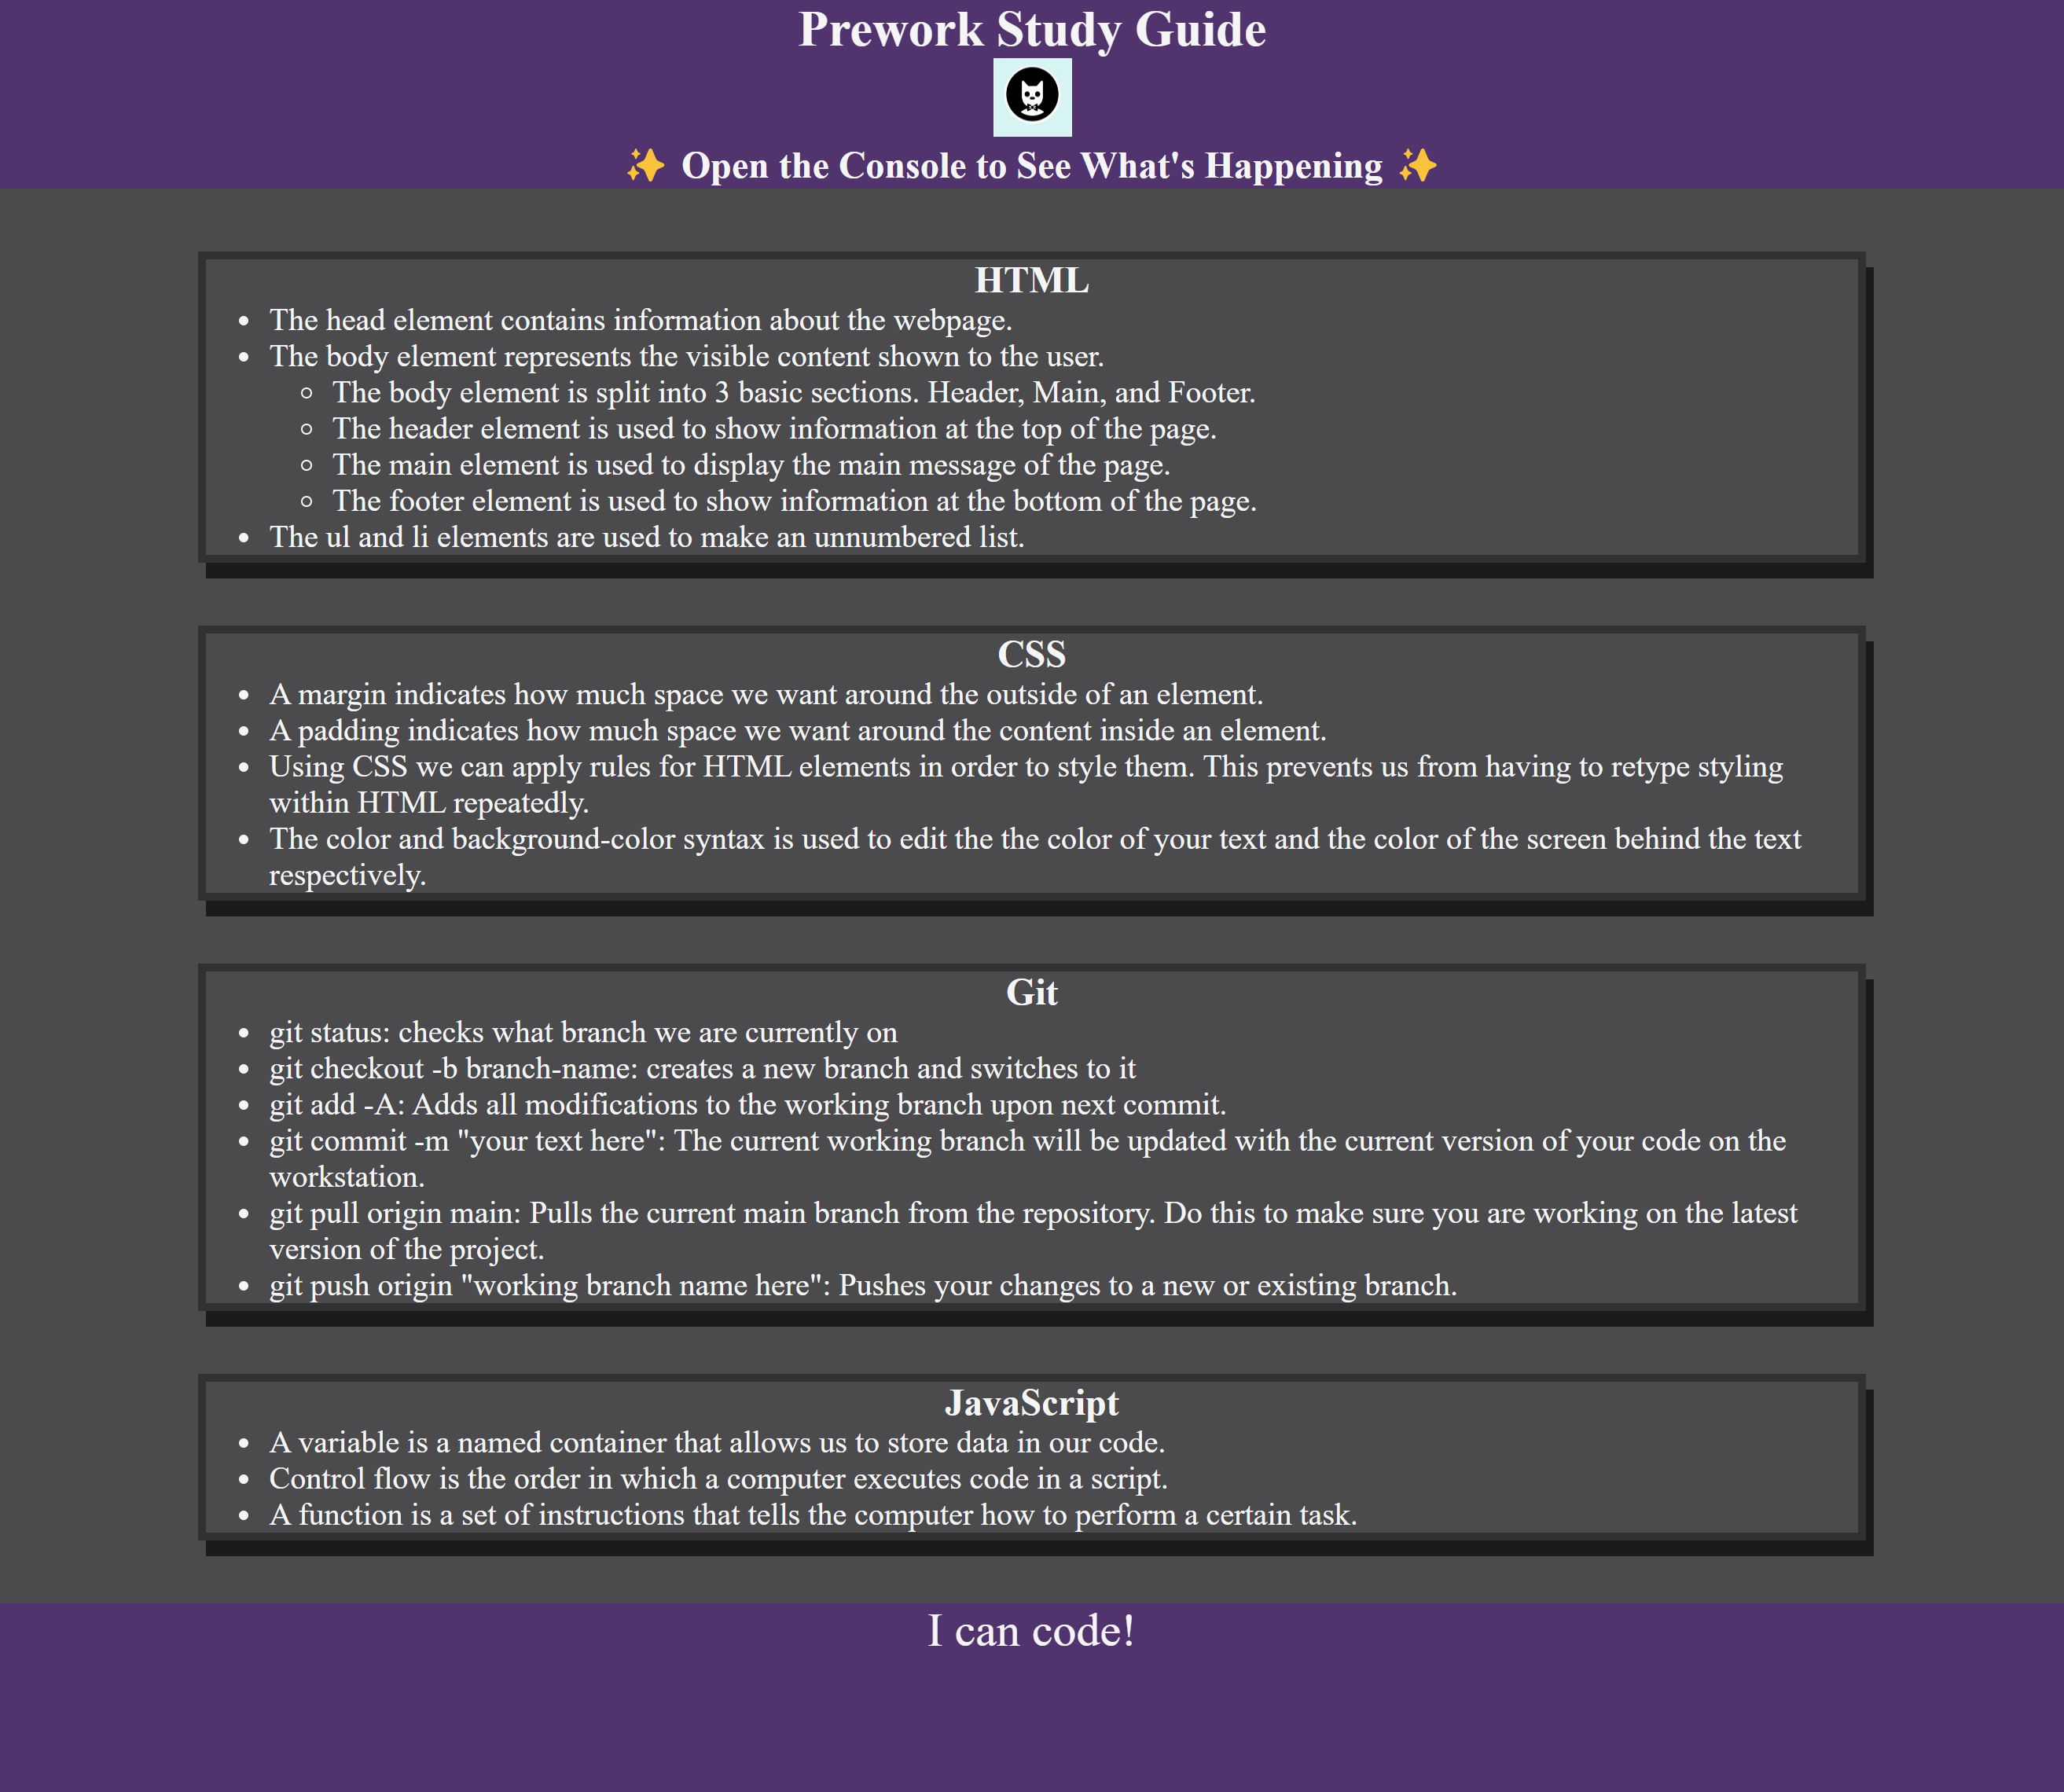 Prework Study Guide
✨ Open the Console to See What's Happening ✨
HTML
• The head element contains information about the webpage.
• The body element represents the visible content shown to the user.
◦ The body element is split into 3 basic sections. Header, Main, and Footer.
◦ The header element is used to show information at the top of the page.
◦ The main element is used to display the main message of the page.
◦ The footer element is used to show information at the bottom of the page.
• The ul and li elements are used to make an unnumbered list.
CSS
• A margin indicates how much space we want around the outside of an element.
• A padding indicates how much space we want around the content inside an element.
• Using CSS we can apply rules for HTML elements in order to style them. This prevents us from having to retype styling
within HTML repeatedly.
• The color and background-color syntax is used to edit the the color of your text and the color of the screen behind the text
respectively.
Git
• git status: checks what branch we are currently on
• git checkout -b branch-name: creates a new branch and switches to it
• git add -A: Adds all modifications to the working branch upon next commit.
• git commit -m "your text here": The current working branch will be updated with the current version of your code on the
workstation.
• git pull origin main: Pulls the current main branch from the repository. Do this to make sure you are working on the latest
version of the project.
• git push origin "working branch name here": Pushes your changes to a new or existing branch.
JavaScript
• A variable is a named container that allows us to store data in our code.
• Control flow is the order in which a computer executes code in a script.
• A function is a set of instructions that tells the computer how to perform a certain task.
I can code!